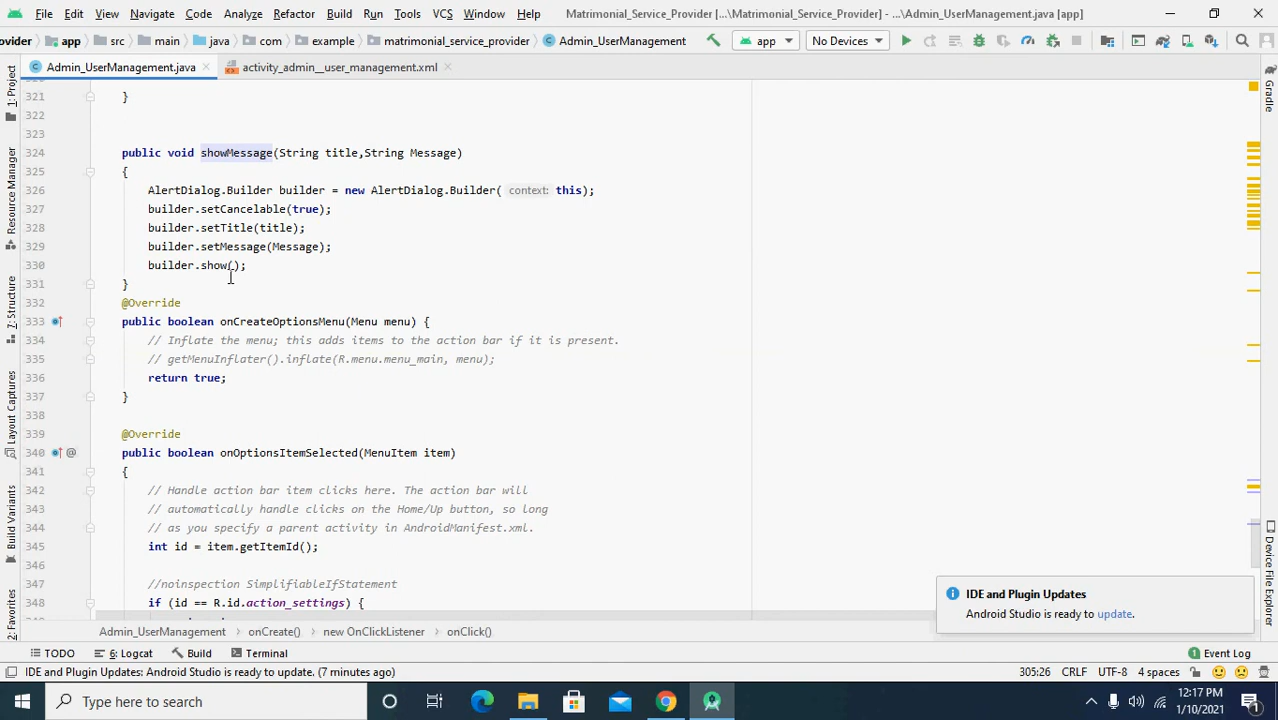 File Edit View Navigate Code Analyze Refactor Build Run Tools VCS Window Help Matrimonial_Service_Provider [...\Matrimonial_Service_Provider] - ...\Admin_UserManagement.java [app]
ovider app src main java com example matrimonial_service_provider Admin_UserManagement app No Devices
Admin_UserManagement.java activity_admin__user_management.xml
1: Project
Resource Manager
Z: Structure
Layout Captures
Build Variants
2: Favorites
321 }
322
323
324 public void showMessage(String title,String Message)
325 {
326 AlertDialog.Builder builder = new AlertDialog.Builder( context: this);
327 builder.setCancelable(true);
328 builder.setTitle(title);
329 builder.setMessage(Message);
330 builder.show();
331 }
332 @Override
333 public boolean onCreateOptionsMenu(Menu menu) {
334 // Inflate the menu; this adds items to the action bar if it is present.
335 // getMenuInflater().inflate(R.menu.menu_main, menu);
336 return true;
337 }
338
339 @Override
340 @ public boolean onOptionsItemSelected(MenuItem item)
341 {
342 // Handle action bar item clicks here. The action bar will
343 // automatically handle clicks on the Home/Up button, so long
344 // as you specify a parent activity in AndroidManifest.xml.
345 int id = item.getItemId();
346
347 //noinspection SimplifiableIfStatement
348 if (id == R.id.action_settings) {
Gradle
Device File Explorer
IDE and Plugin Updates
Android Studio is ready to update.
Admin_UserManagement onCreate() new OnClickListener onClick()
TODO 6: Logcat Build Terminal Event Log
IDE and Plugin Updates: Android Studio is ready to update. (7 minutes ago) 305:26 CRLF UTF-8 4 spaces
Type here to search
12:17 PM
1/10/2021
1